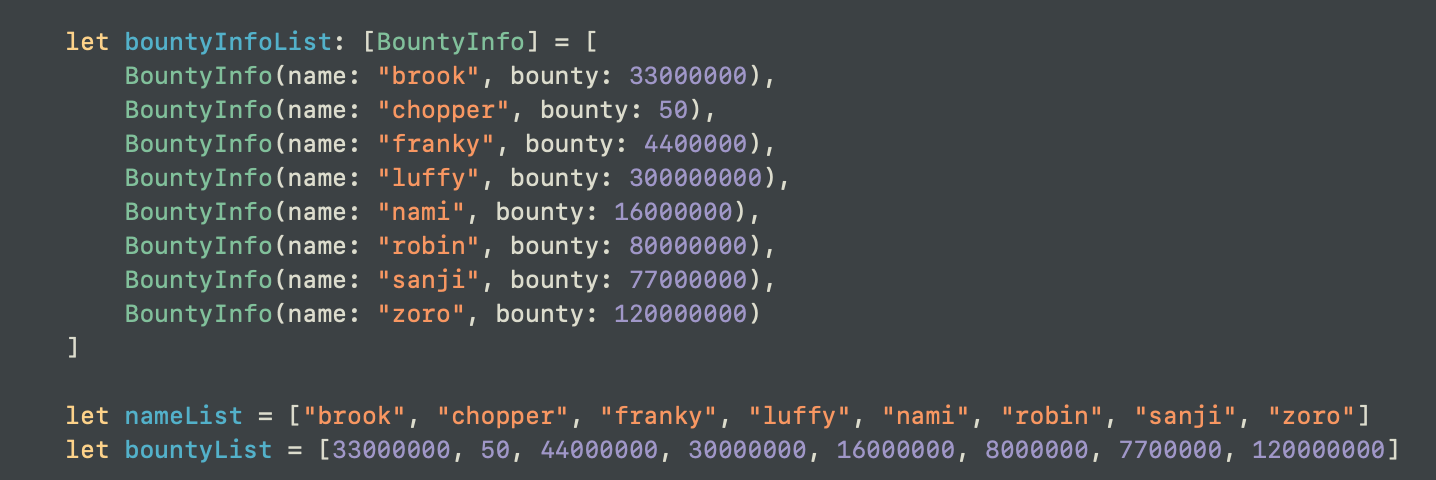 let bountyInfoList: [BountyInfo] = [
    BountyInfo(name: "brook", bounty: 33000000),
    BountyInfo(name: "chopper", bounty: 50),
    BountyInfo(name: "franky", bounty: 4400000),
    BountyInfo(name: "luffy", bounty: 300000000),
    BountyInfo(name: "nami", bounty: 16000000),
    BountyInfo(name: "robin", bounty: 80000000),
    BountyInfo(name: "sanji", bounty: 77000000),
    BountyInfo(name: "zoro", bounty: 120000000)
]
let nameList = ["brook", "chopper", "franky", "luffy", "nami", "robin", "sanji", "zoro"]
let bountyList = [33000000, 50, 44000000, 30000000, 16000000, 8000000, 7700000, 120000000]